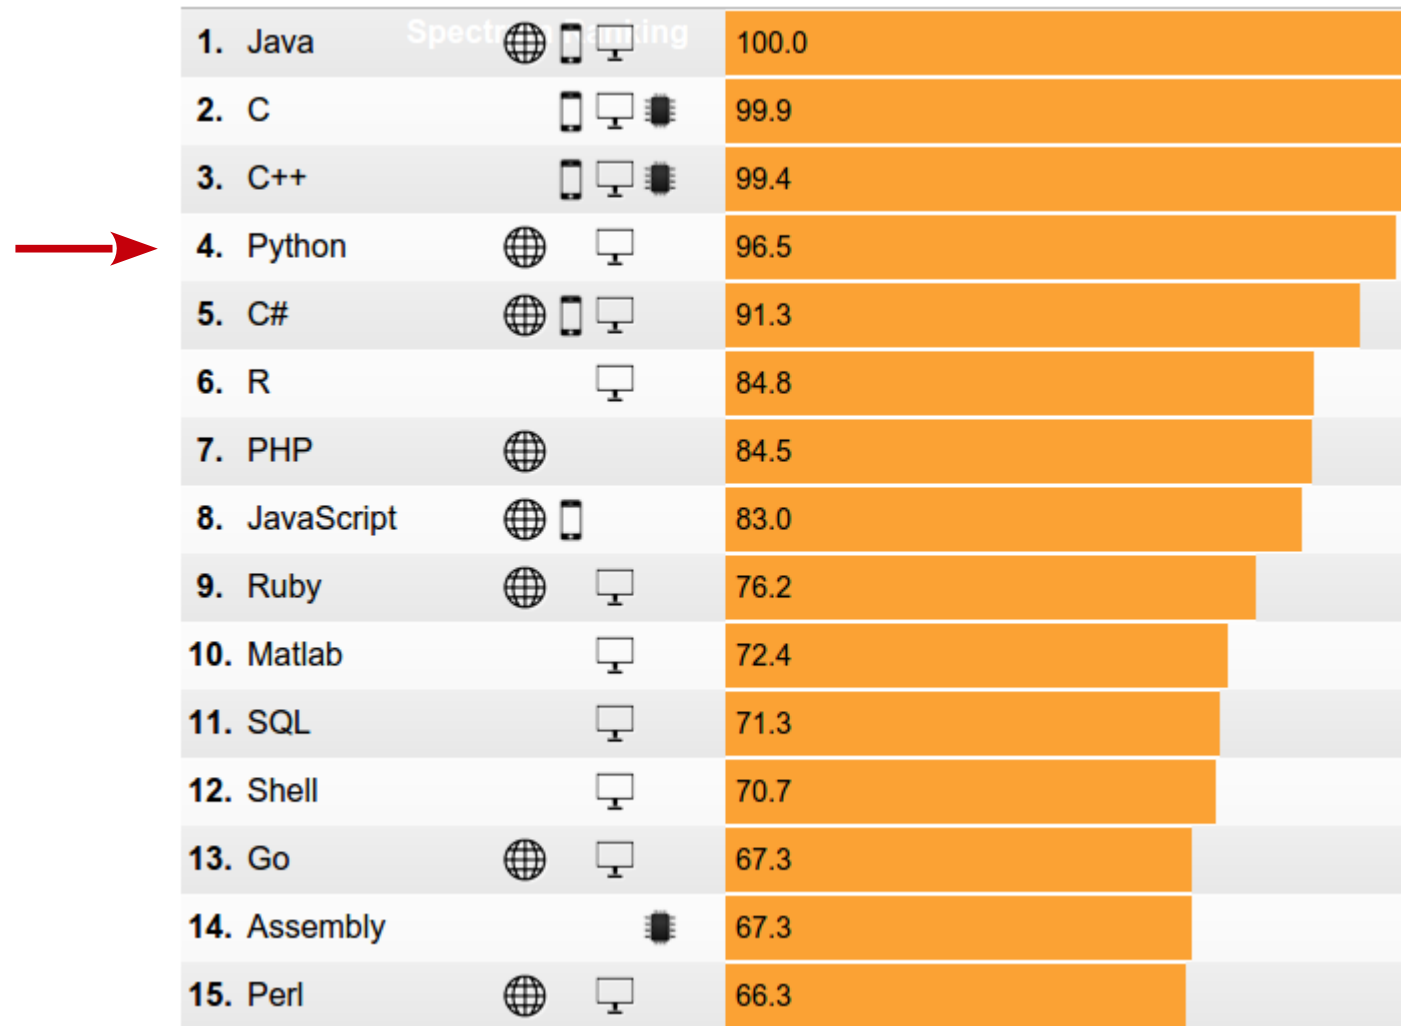 Spectrum Ranking
1. Java 100.0
2. C 99.9
3. C++ 99.4
4. Python 96.5
5. C# 91.3
6. R 84.8
7. PHP 84.5
8. JavaScript 83.0
9. Ruby 76.2
10. Matlab 72.4
11. SQL 71.3
12. Shell 70.7
13. Go 67.3
14. Assembly 67.3
15. Perl 66.3